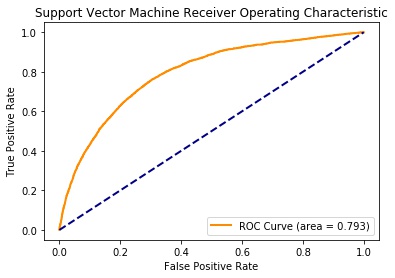 Support Vector Machine Receiver Operating Characteristic
1.0
0.8
0.6
0.4
0.2
0.0
True Positive Rate
ROC Curve (area = 0.793)
0.0 0.2 0.4 0.6 0.8 1.0
False Positive Rate